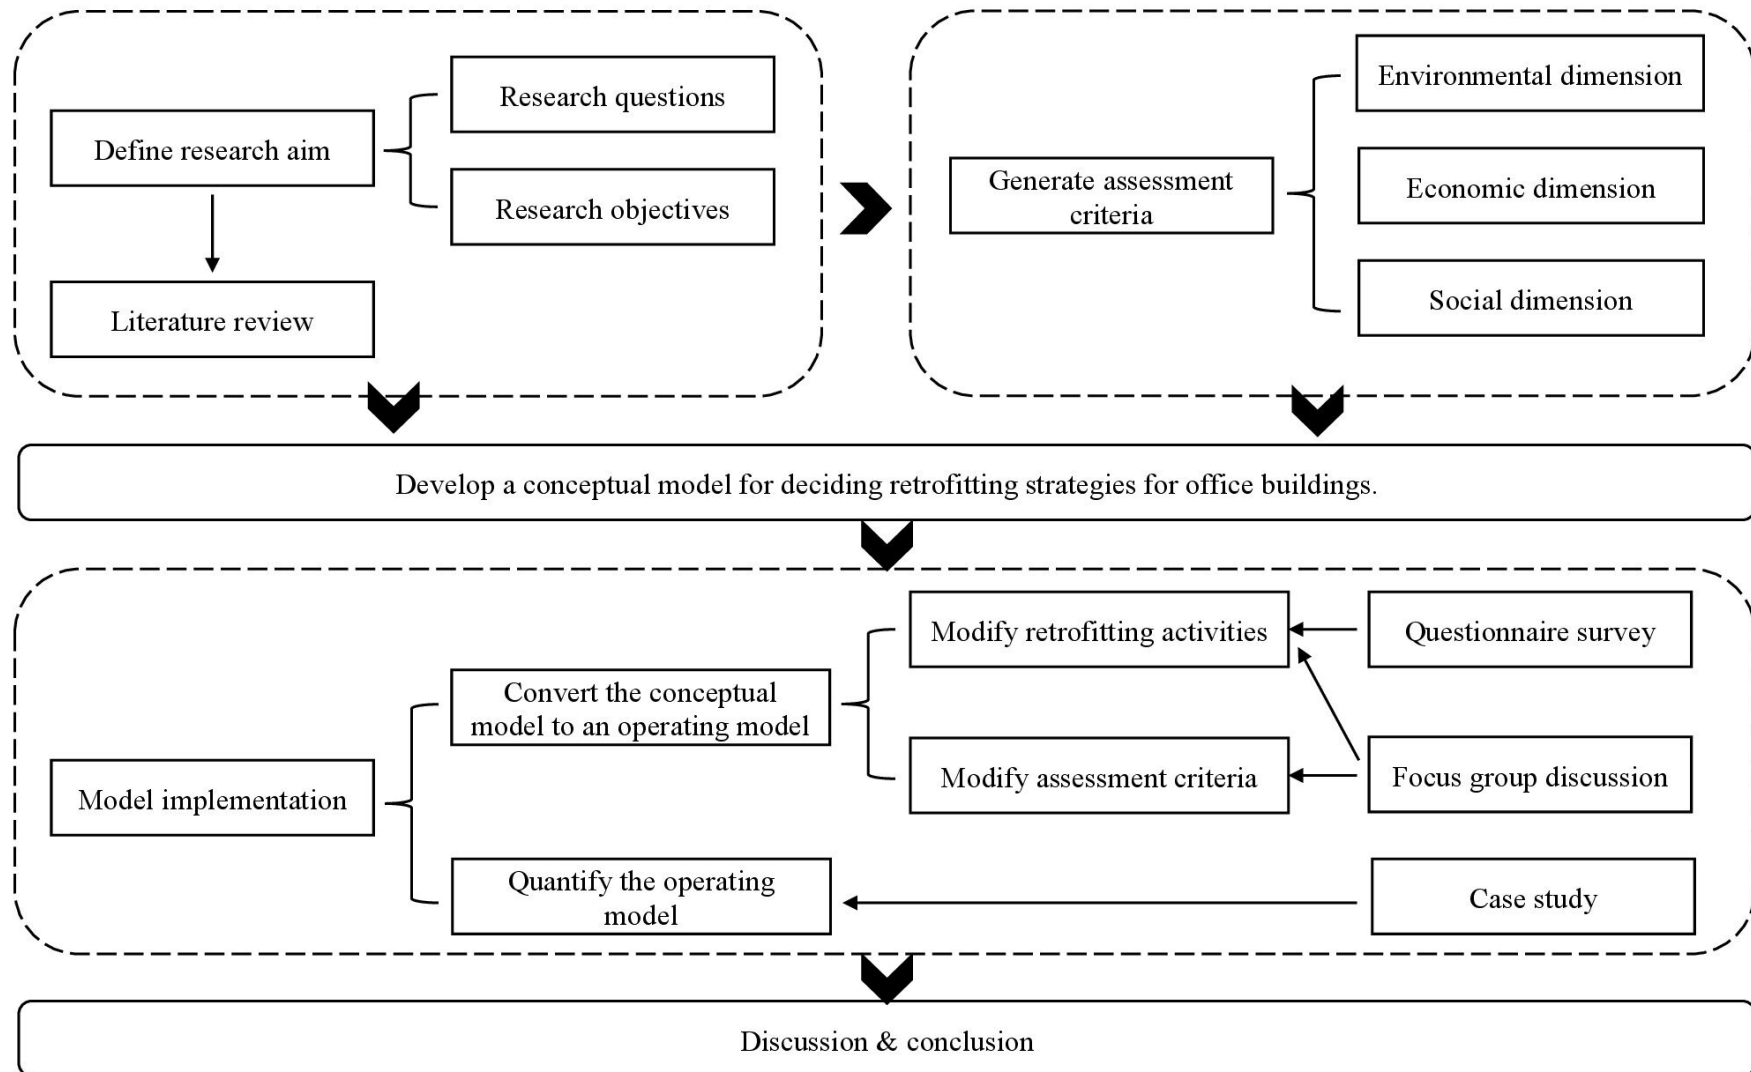 Define research aim
Research questions
Research objectives
Literature review
Generate assessment
criteria
Environmental dimension
Economic dimension
Social dimension
Develop a conceptual model for deciding retrofitting strategies for office buildings.
Model implementation
Convert the conceptual
model to an operating model
Modify retrofitting activities
Modify assessment criteria
Questionnaire survey
Focus group discussion
Quantify the operating
model
Case study
Discussion & conclusion